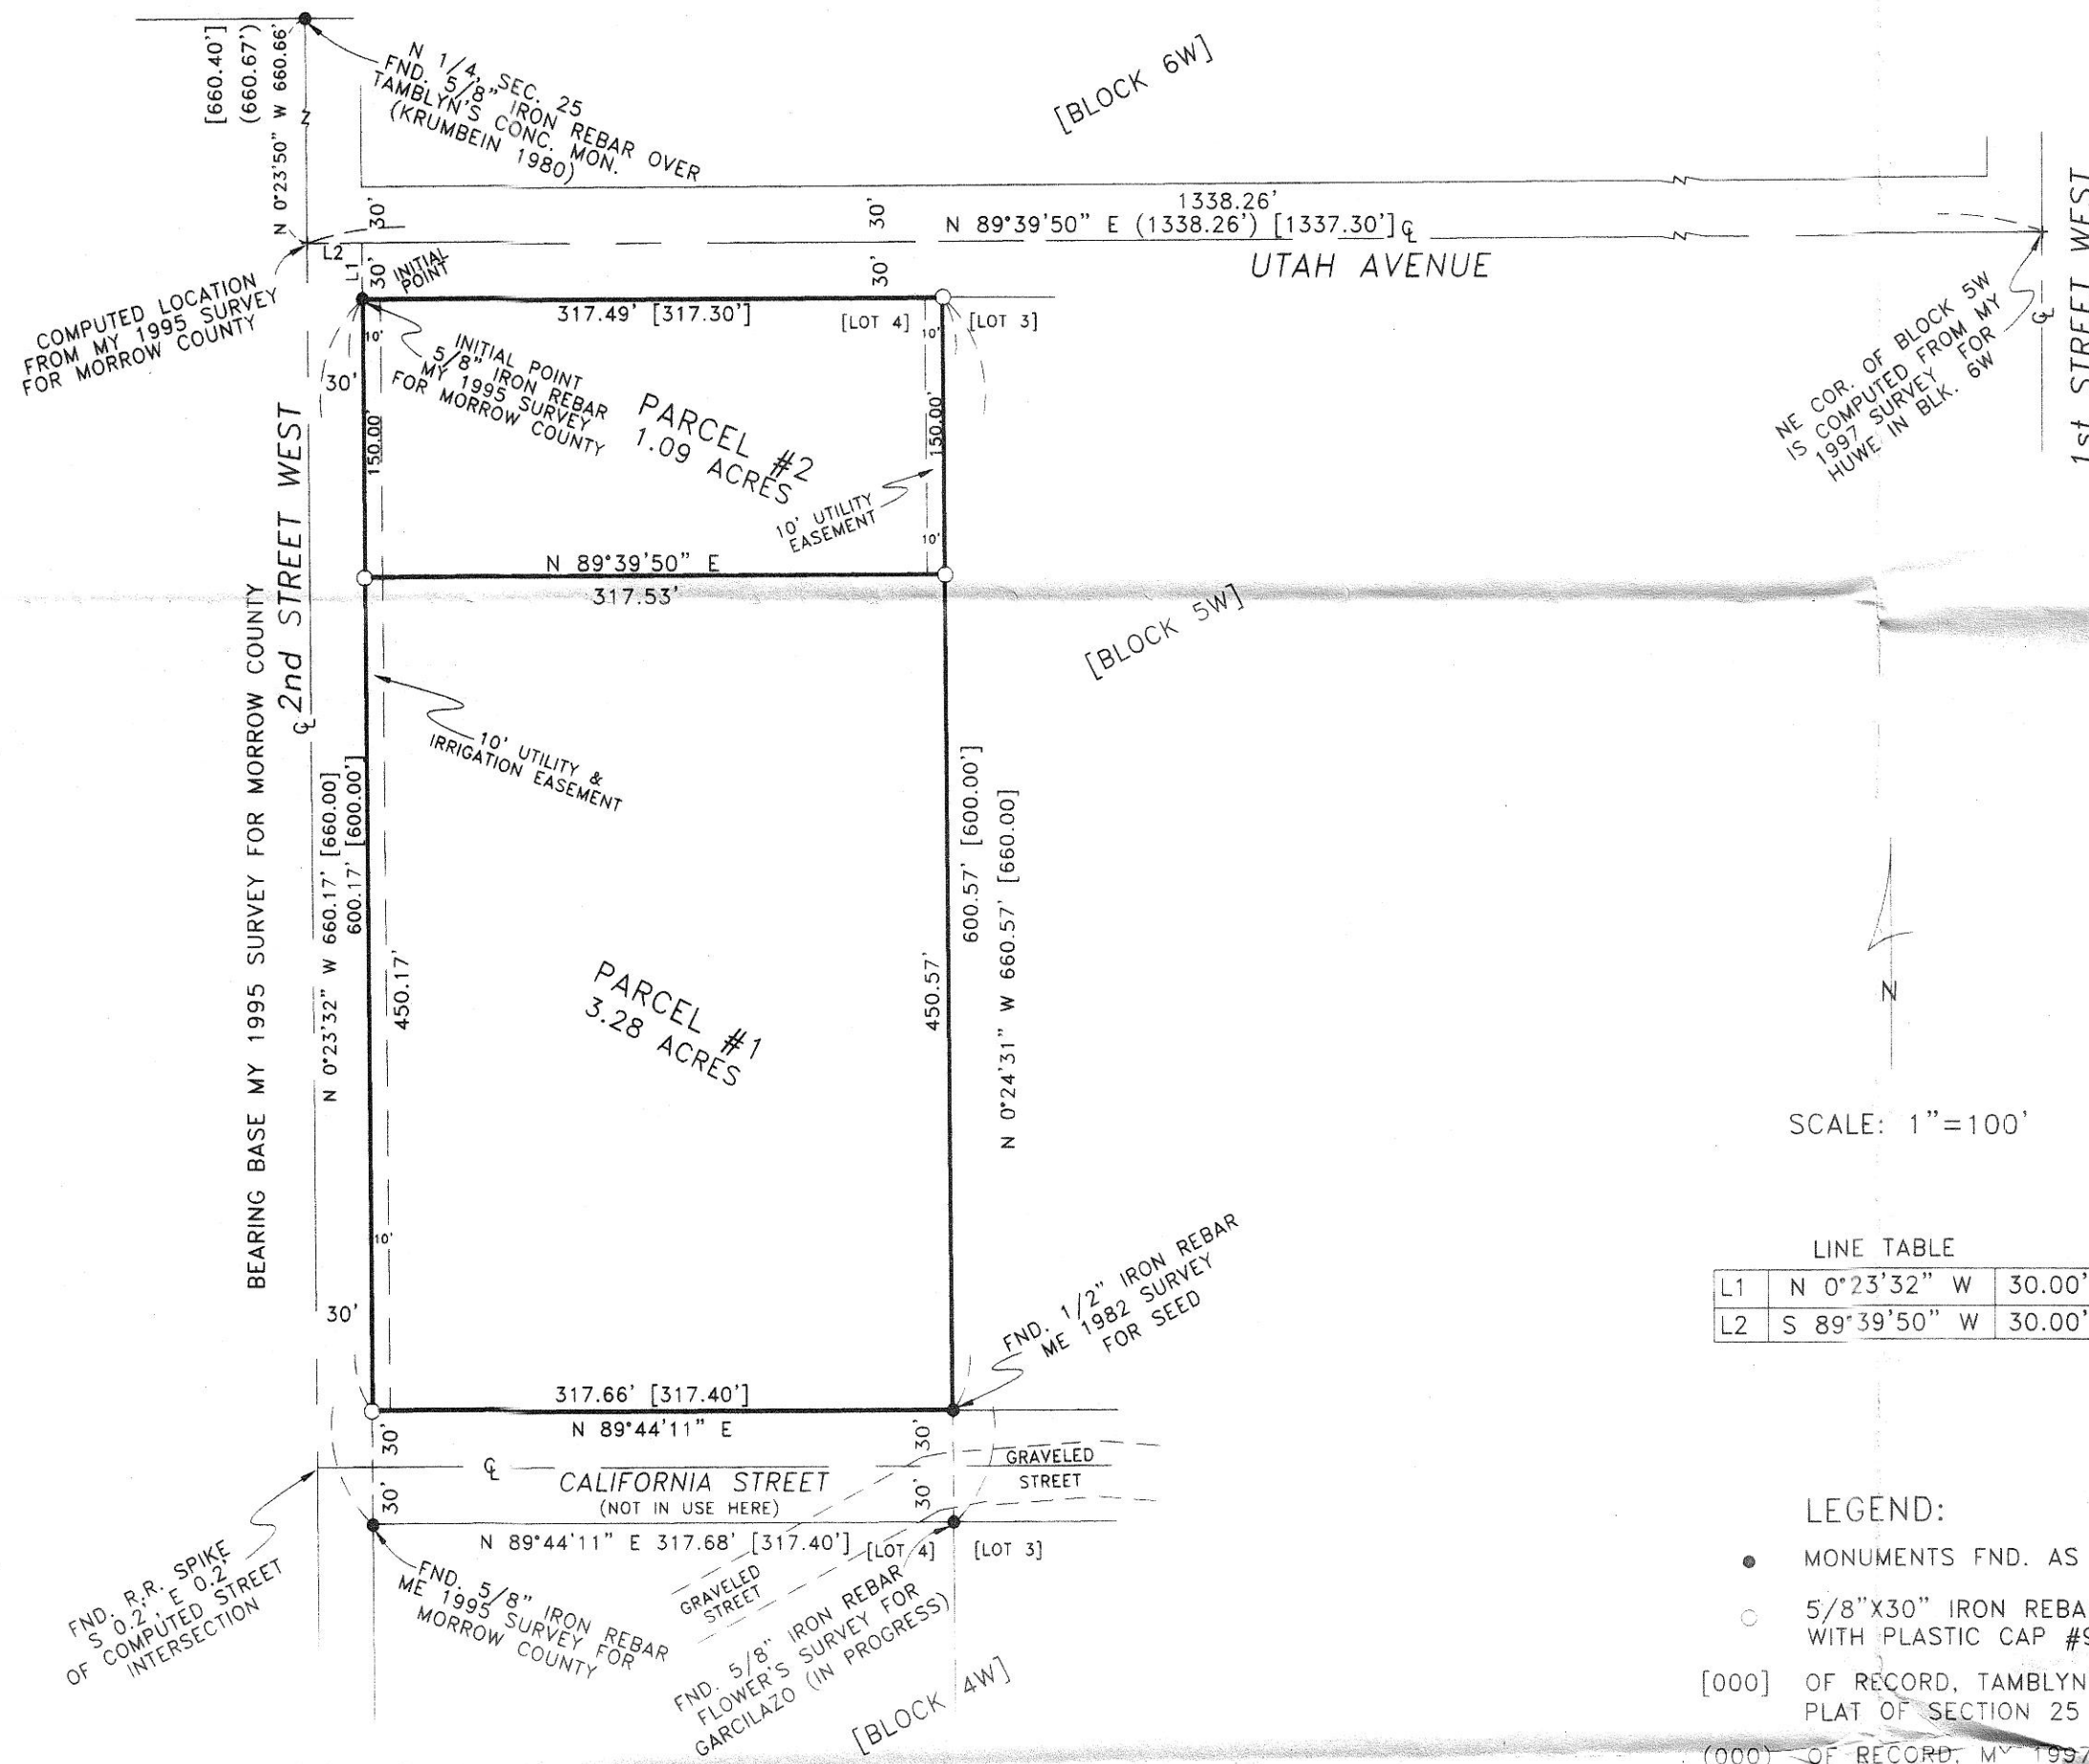 [660.40']
(660.67')
N 0°23'50" W 660.66'
N 1/4, SEC. 25
FND. 5/8" IRON REBAR OVER
TAMBLYN'S CONC. MON.
(KRUMBEIN 1980)
[BLOCK 6W]
30'
30'
1338.26'
N 89°39'50" E (1338.26') [1337.30'] ℄
UTAH AVENUE
1st STREET WEST
℄
L2
L1
30'
INITIAL
POINT
30'
COMPUTED LOCATION
FROM MY 1995 SURVEY
FOR MORROW COUNTY
317.49' [317.30']
[LOT 4]
[LOT 3]
10'
10'
30'
INITIAL POINT
5/8" IRON REBAR
MY 1995 SURVEY
FOR MORROW COUNTY
PARCEL #2
1.09 ACRES
150.00'
150.00'
10' UTILITY
EASEMENT
10'
NE COR. OF BLOCK 5W
IS COMPUTED FROM MY
1997 SURVEY FOR
HUWE IN BLK. 6W
N 89°39'50" E
317.53'
[BLOCK 5W]
℄ 2nd STREET WEST
BEARING BASE MY 1995 SURVEY FOR MORROW COUNTY
10' UTILITY &
IRRIGATION EASEMENT
N 0°23'32" W 660.17' [660.00]
600.17' [600.00']
450.17'
PARCEL #1
3.28 ACRES
450.57'
600.57' [600.00']
N 0°24'31" W 660.57' [660.00]
N
SCALE: 1"=100'
10'
30'
FND. 1/2" IRON REBAR
ME 1982 SURVEY
FOR SEED
LINE TABLE
L1 N 0°23'32" W 30.00'
L2 S 89°39'50" W 30.00'
317.66' [317.40']
N 89°44'11" E
30'
30'
℄
CALIFORNIA STREET
(NOT IN USE HERE)
GRAVELED
STREET
30'
30'
N 89°44'11" E 317.68' [317.40']
[LOT 4]
[LOT 3]
GRAVELED
STREET
FND. R.R. SPIKE
S 0.2', E 0.2'
OF COMPUTED STREET
INTERSECTION
FND. 5/8" IRON REBAR
ME 1995 SURVEY FOR
MORROW COUNTY
FND. 5/8" IRON REBAR
FLOWER'S SURVEY FOR
GARCILAZO (IN PROGRESS)
[BLOCK 4W]
LEGEND:
MONUMENTS FND. AS
5/8"X30" IRON REBA
WITH PLASTIC CAP #
[000] OF RECORD, TAMBLYN
PLAT OF SECTION 25
(000) OF RECORD, MY 1997